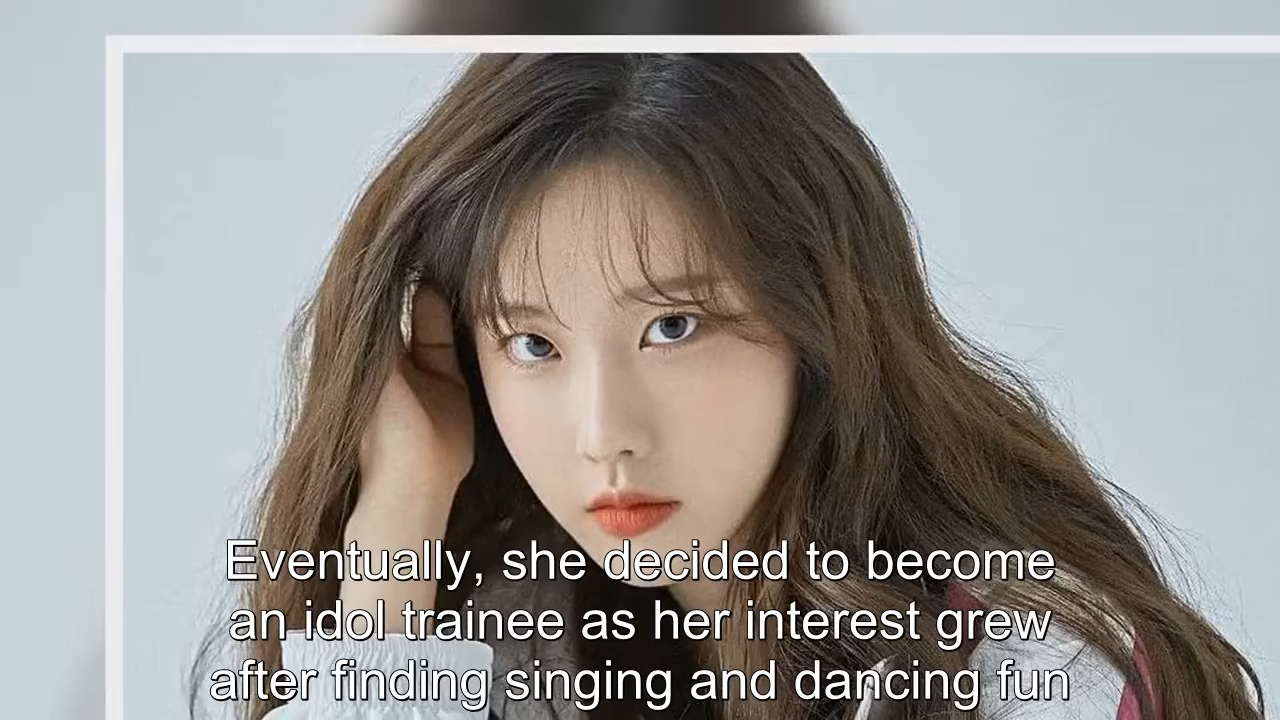 Eventually, she decided to become
an idol trainee as her interest grew
after finding singing and dancing fun